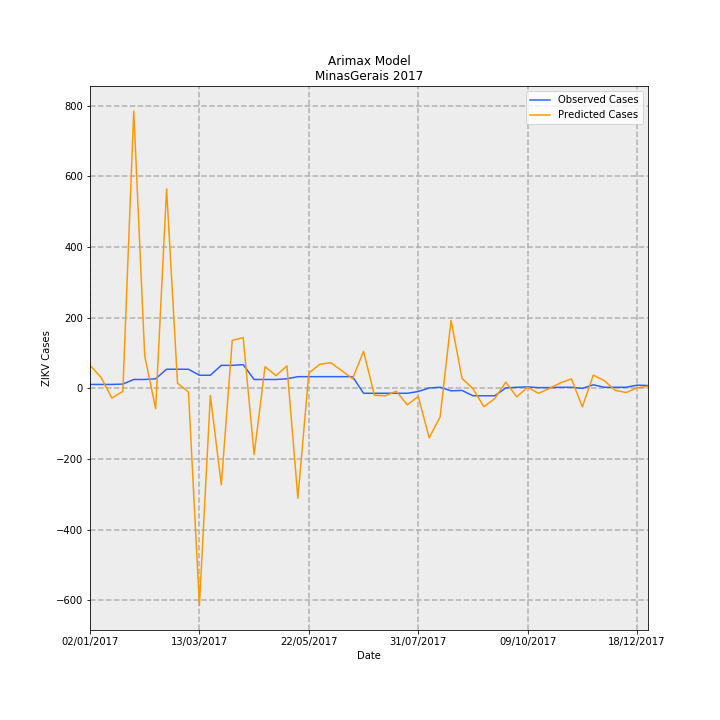 Arimax Model
MinasGerais 2017
Observed Cases
Predicted Cases
800
600
400
200
0
−200
−400
−600
ZIKV Cases
02/01/2017 13/03/2017 22/05/2017 31/07/2017 09/10/2017 18/12/2017
Date